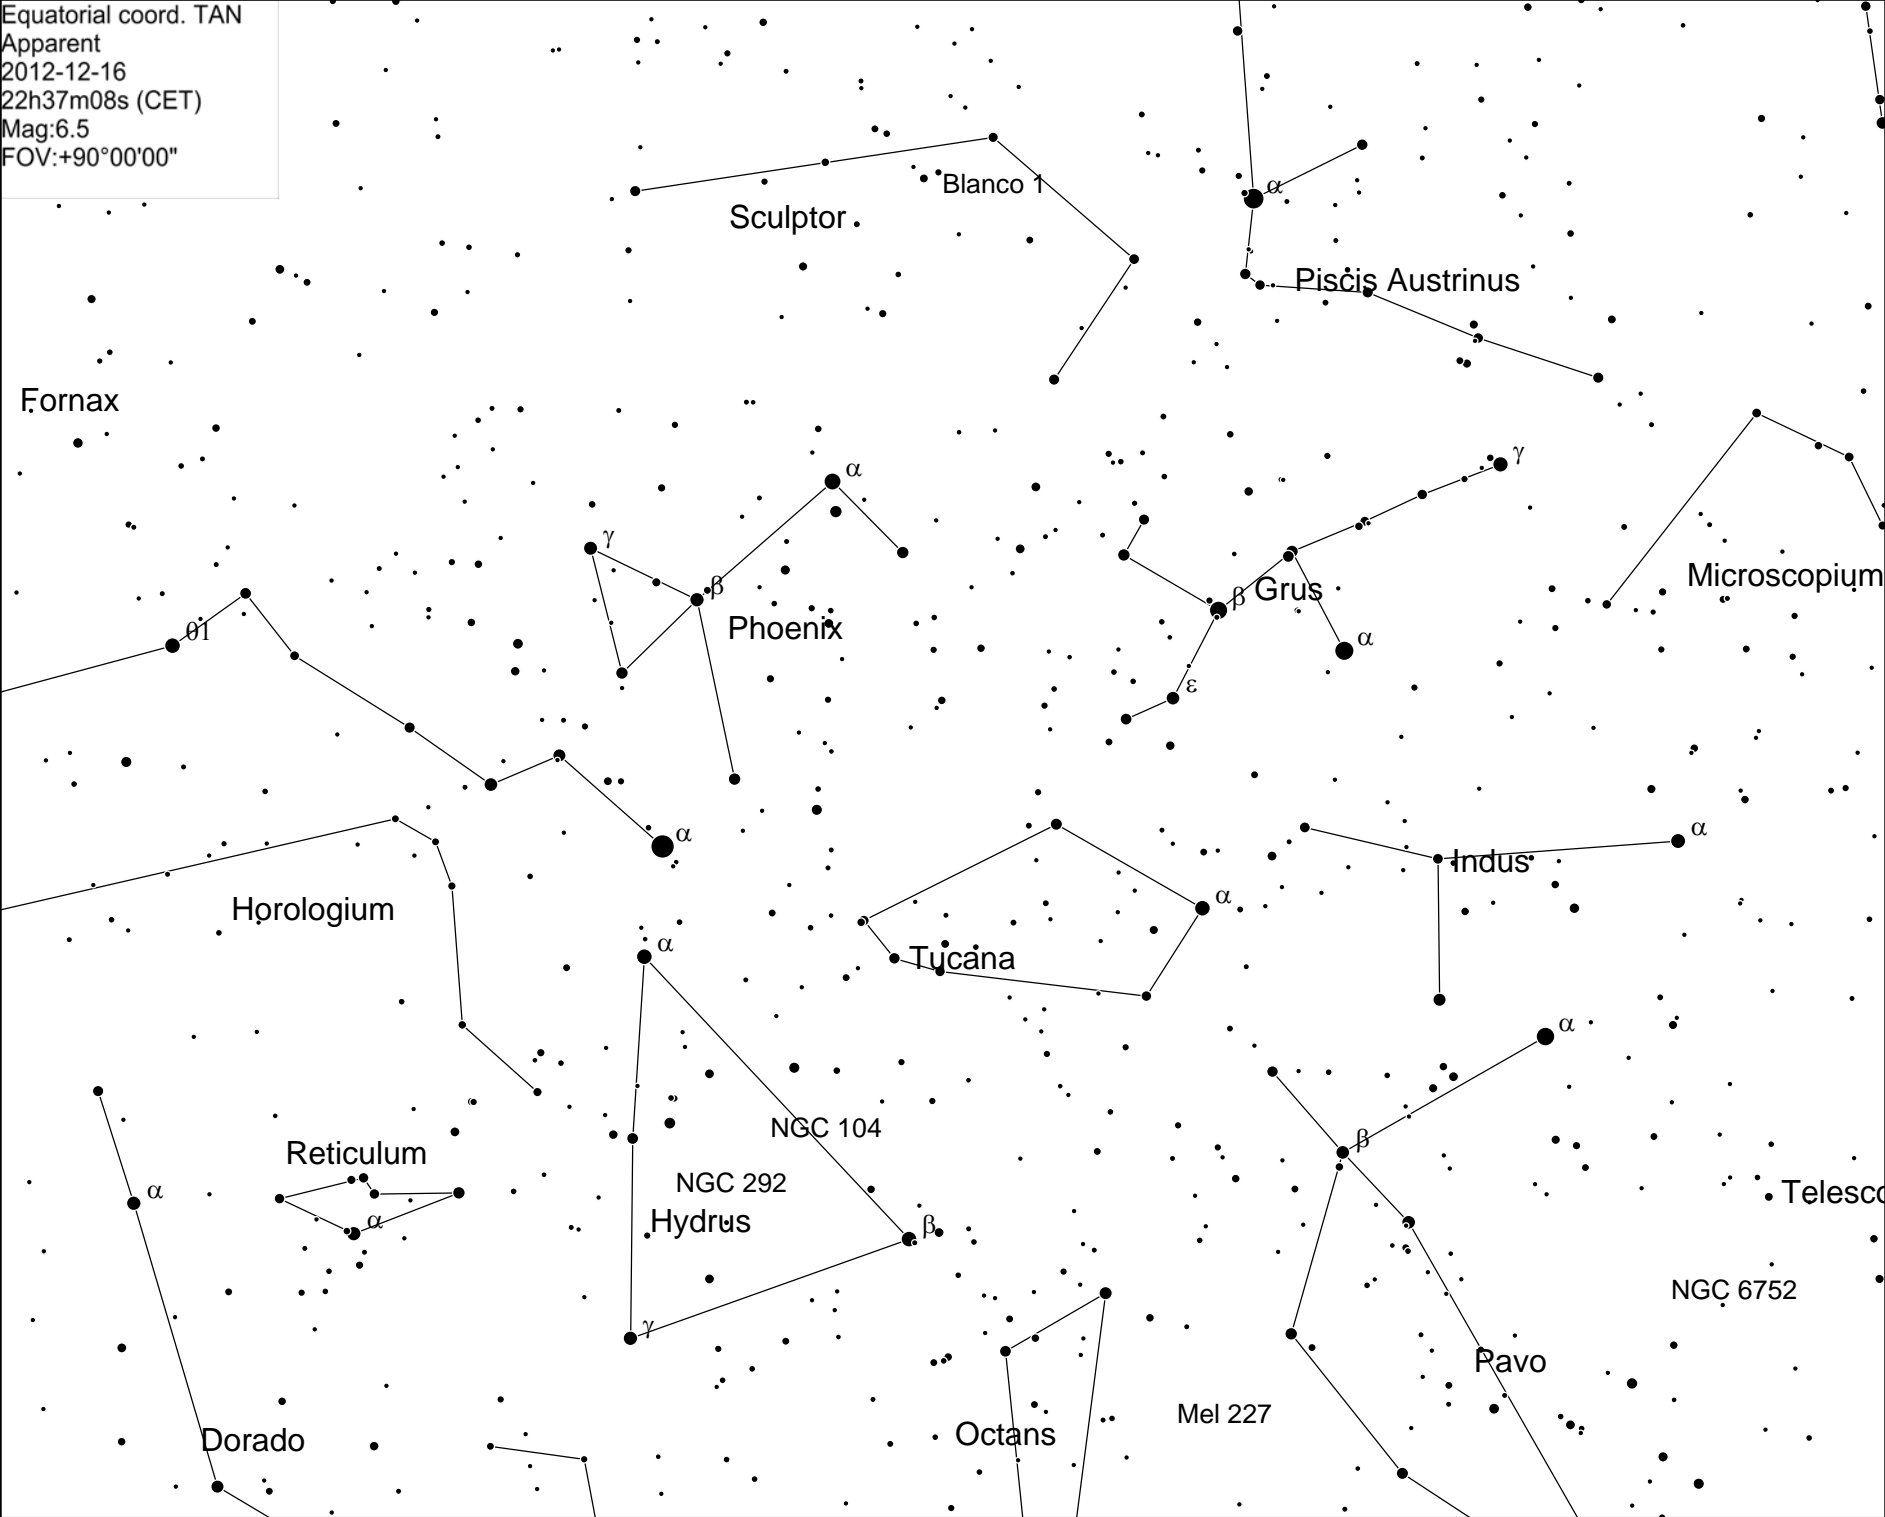 Equatorial coord. TAN
Apparent
2012-12-16
22h37m08s (CET)
Mag:6.5
FOV:+90°00'00"
Blanco 1
α
Sculptor
Piscis Austrinus
Fornax
γ
α
γ
Microscopium
β
β Grus
θ1
Phoenix
α
ε
α
α
Indus
α
Horologium
α
Tucana
α
NGC 104
β
Reticulum
NGC 292
α
Telesco
α
Hydrus
β
NGC 6752
γ
Pavo
Mel 227
Dorado
Octans